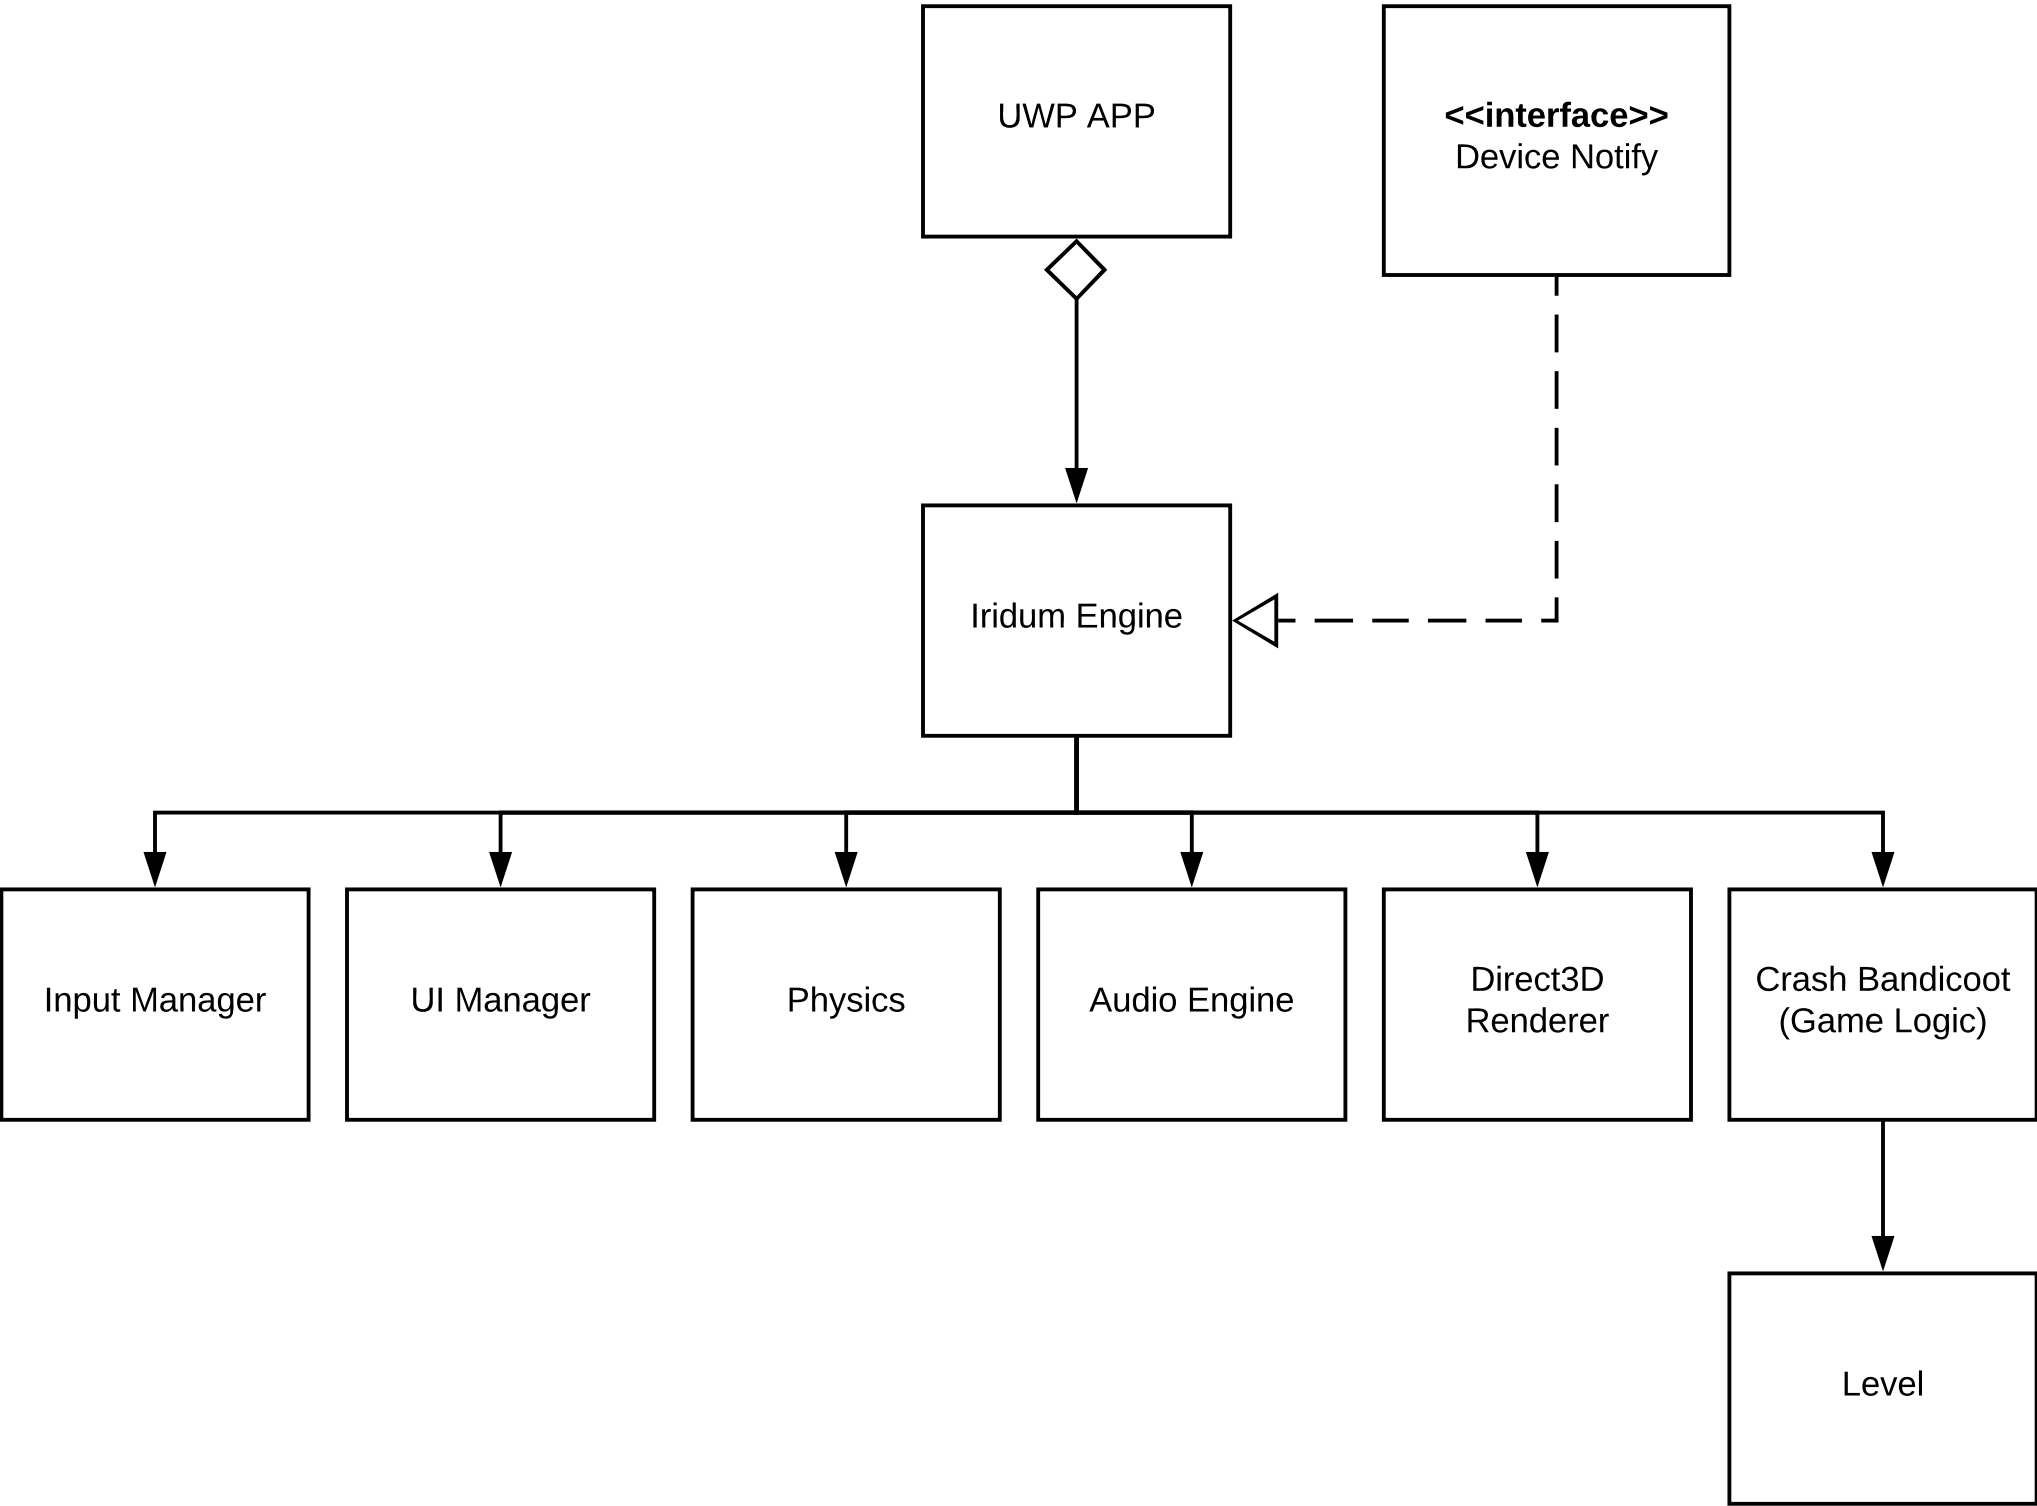 UWP APP
<<interface>>
Device Notify
Iridum Engine
Input Manager
UI Manager
Physics
Audio Engine
Direct3D
Renderer
Crash Bandicoot
(Game Logic)
Level